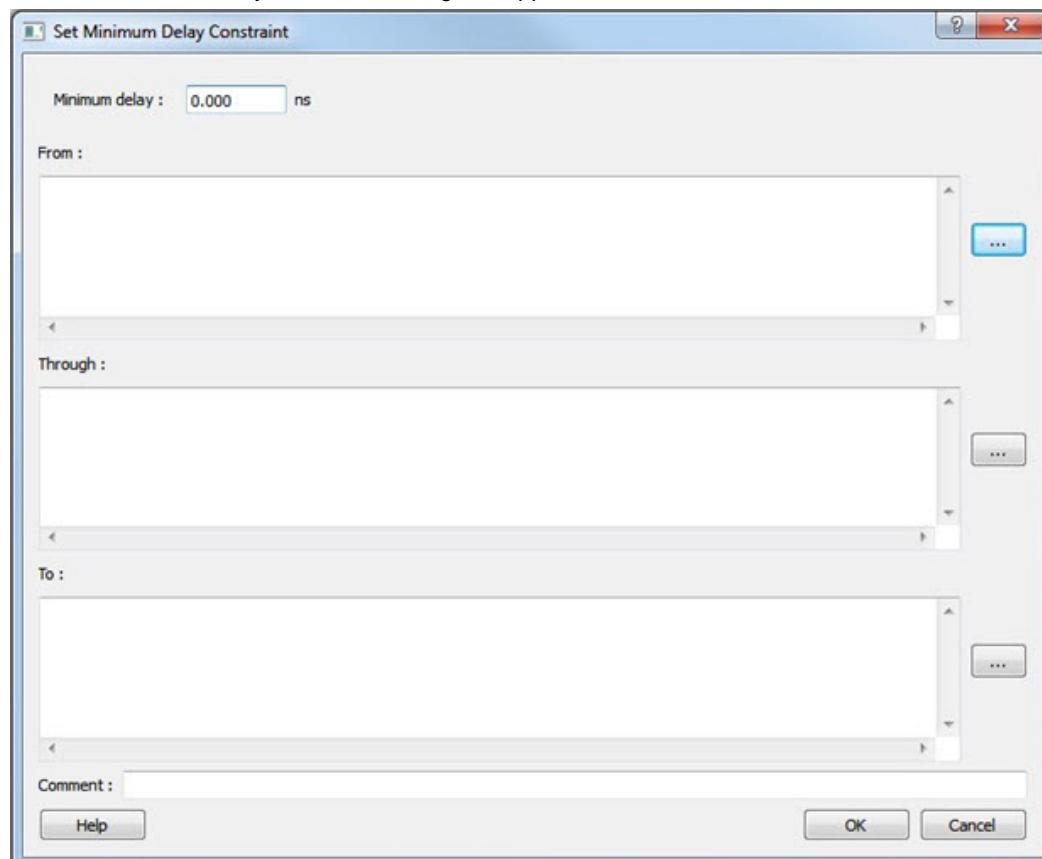 Set Minimum Delay Constraint
?
X
Minimum delay : 0.000 ns
From :
...
Through :
...
To :
...
Comment :
Help OK Cancel